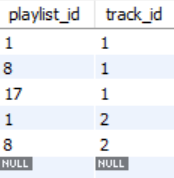 playlist_id track_id
1 1
8 1
17 1
1 2
8 2
NULL NULL